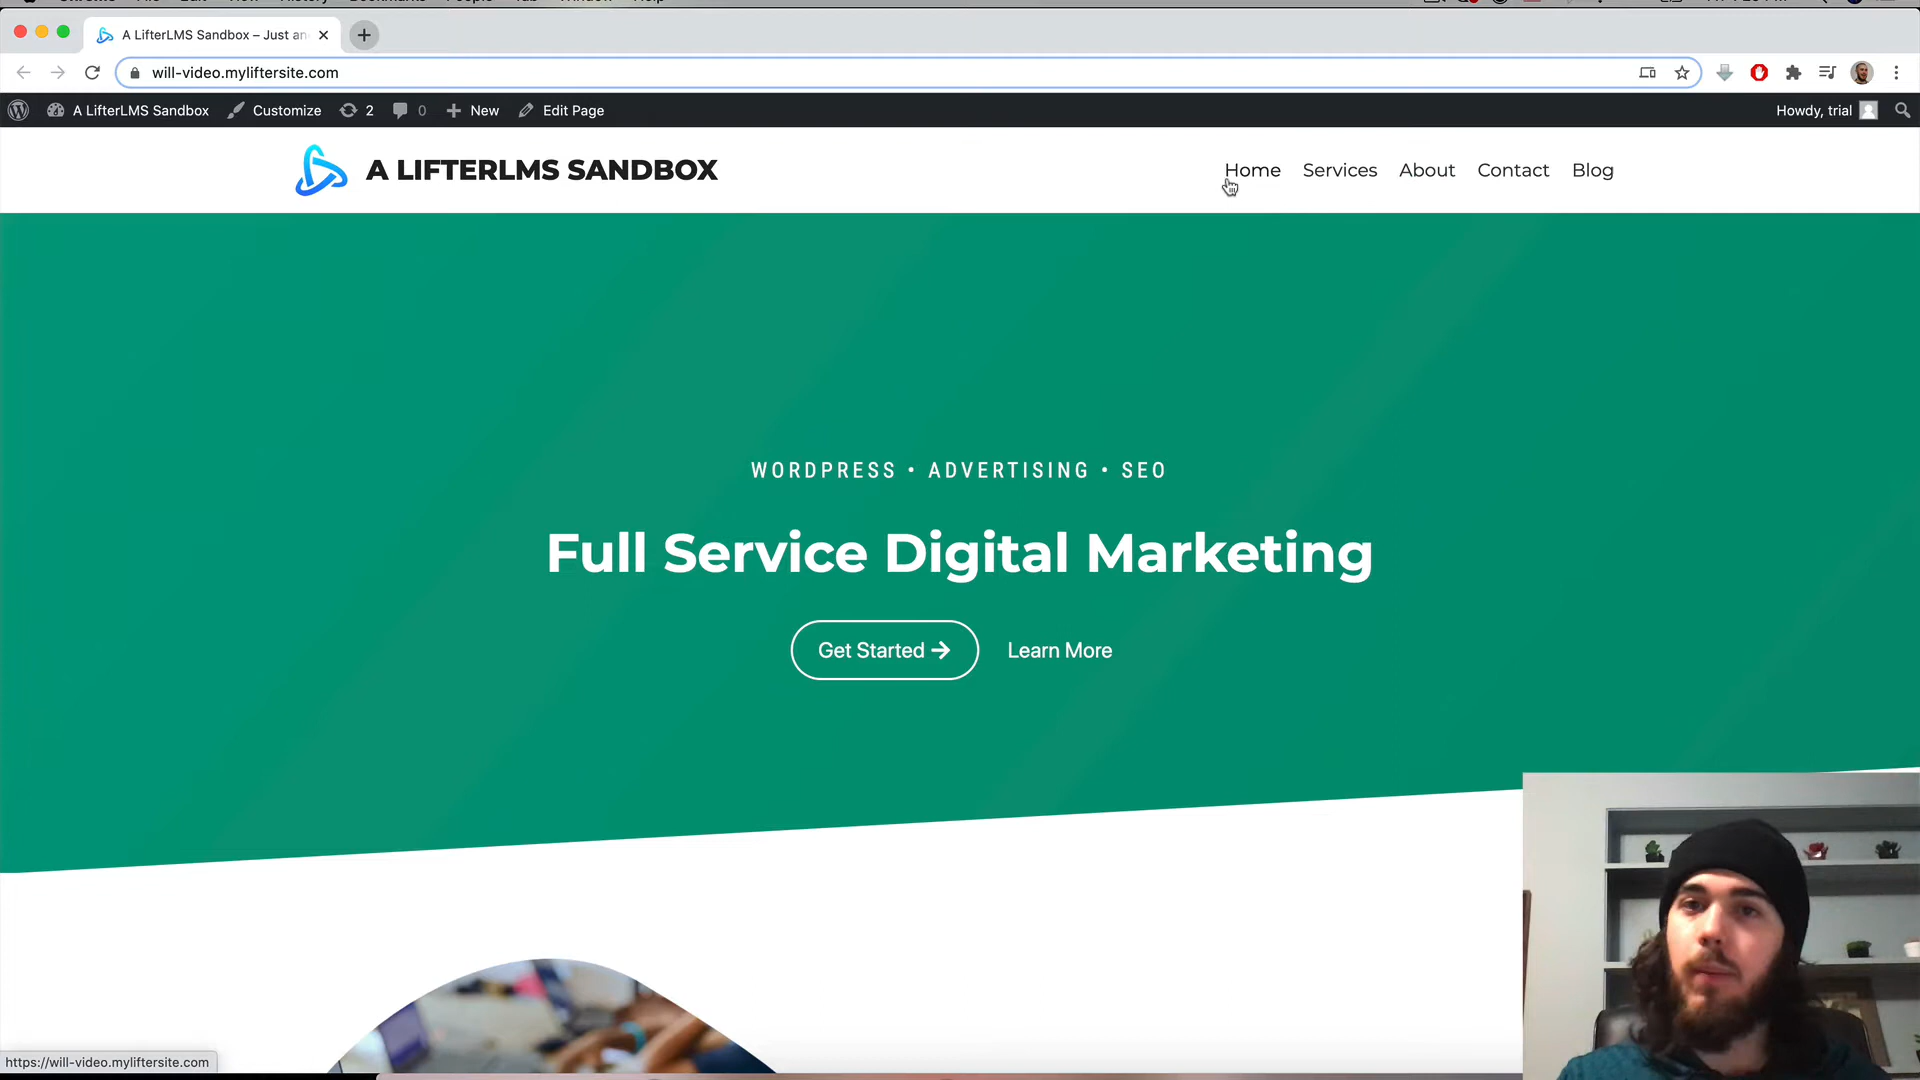 A LifterLMS Sandbox – Just an
will-video.myliftersite.com
A LifterLMS Sandbox Customize 2 0 New Edit Page Howdy, trial
A LIFTERLMS SANDBOX
Home Services About Contact Blog
WORDPRESS • ADVERTISING • SEO
Full Service Digital Marketing
Get Started → Learn More
https://will-video.myliftersite.com